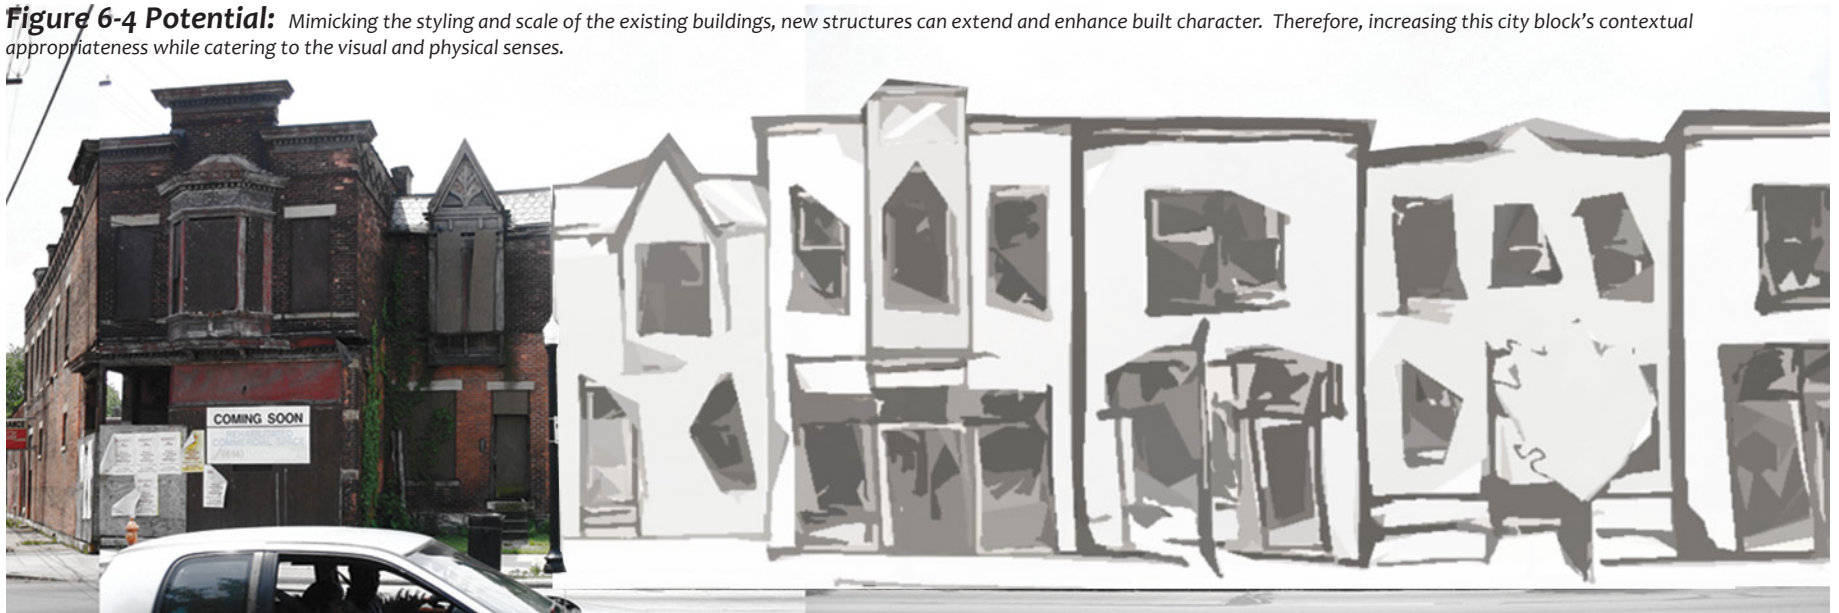 Figure 6-4 Potential: Mimicking the styling and scale of the existing buildings, new structures can extend and enhance built character. Therefore, increasing this city block's contextual
appropriateness while catering to the visual and physical senses.
COMING SOON
COMMERCIAL SPACE